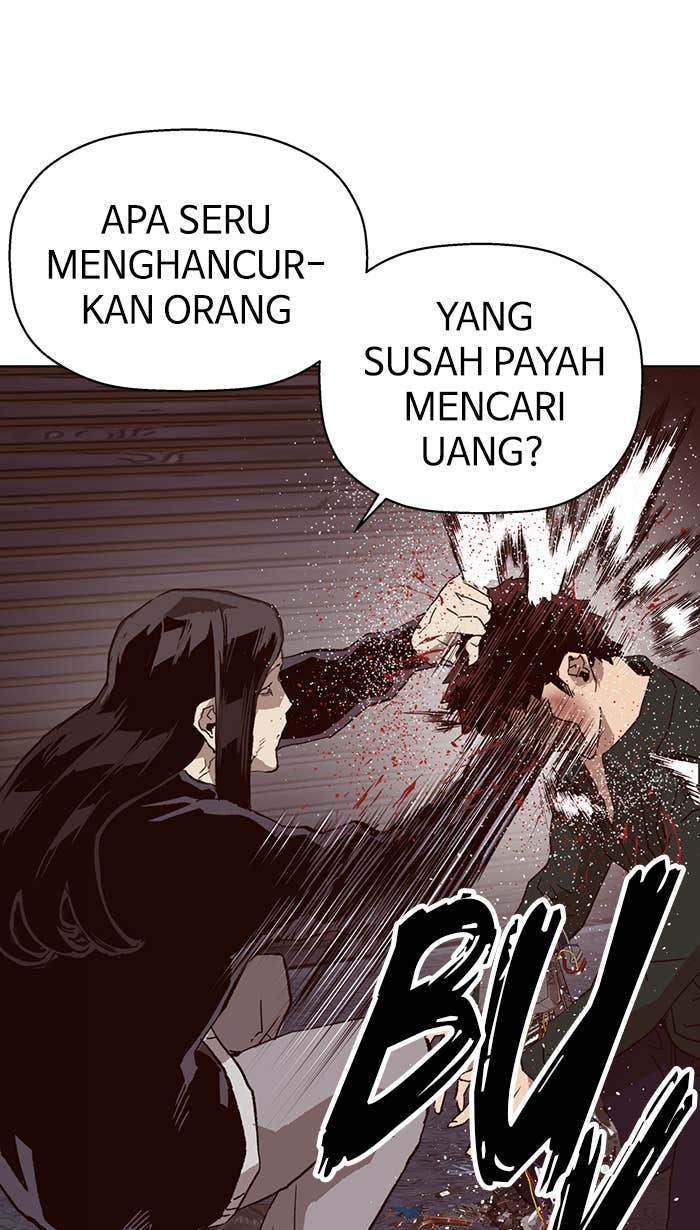 APA SERU
MENGHANCUR-
KAN ORANG
YANG
SUSAH PAYAH
MENCARI
UANG?
BU